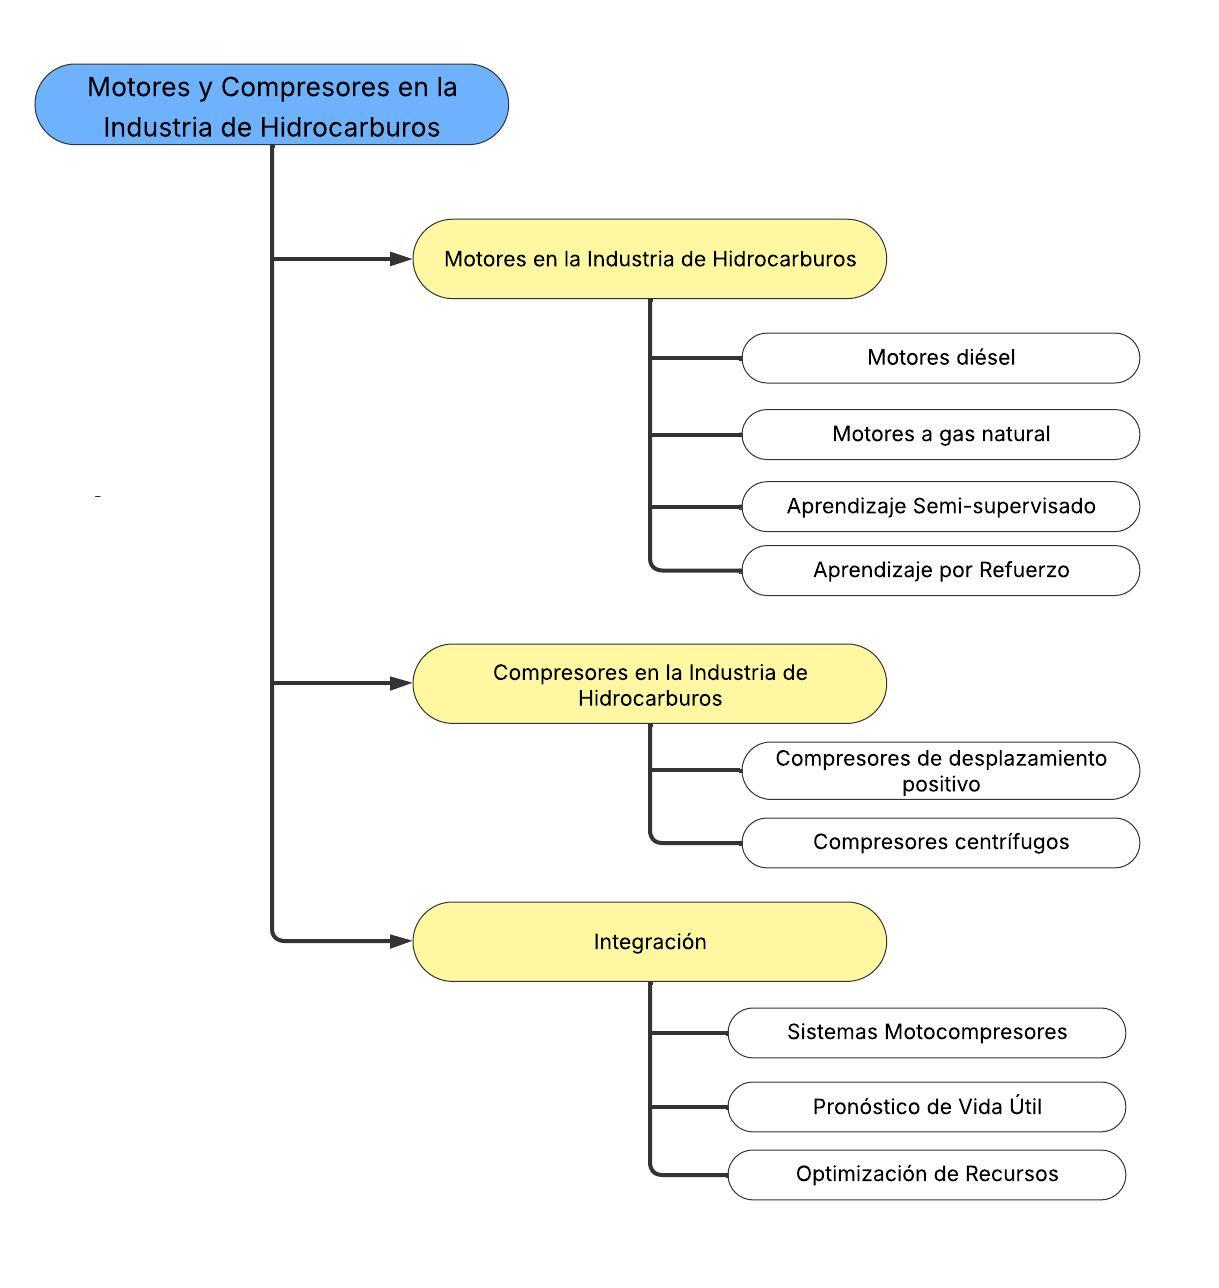 Motores y Compresores en la
Industria de Hidrocarburos
Motores en la Industria de Hidrocarburos
Motores diésel
Motores a gas natural
Aprendizaje Semi-supervisado
Aprendizaje por Refuerzo
Compresores en la Industria de
Hidrocarburos
Compresores de desplazamiento
positivo
Compresores centrífugos
Integración
Sistemas Motocompresores
Pronóstico de Vida Útil
Optimización de Recursos